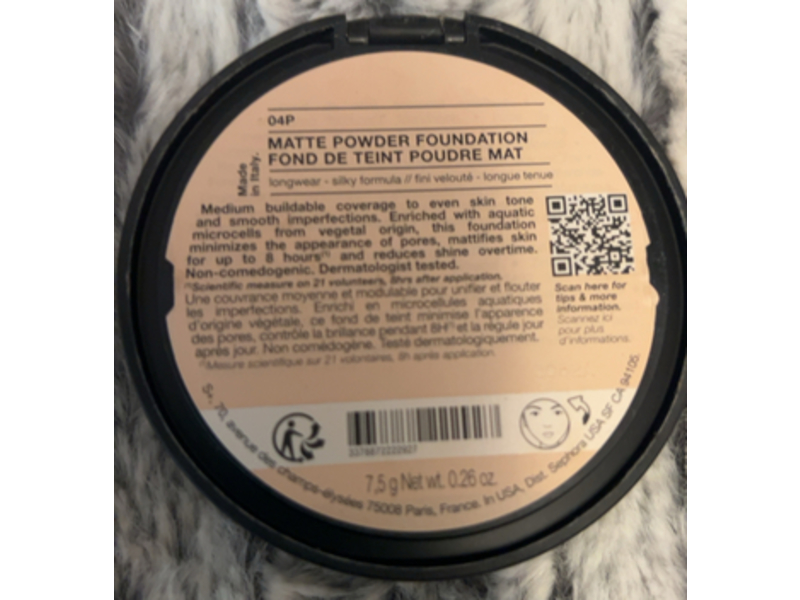 04P
MATTE POWDER FOUNDATION
FOND DE TEINT POUDRE MAT
Made
in Italy.
longwear - silky formula // fini velouté - longue tenue
Medium buildable coverage to even skin tone
and smooth imperfections. Enriched with aquatic
microcells from vegetal origin, this foundation
minimizes the appearance of pores, mattifies skin
for up to 8 hours(*) and reduces shine overtime.
Non-comedogenic. Dermatologist tested.
(*)Scientific measure on 21 volunteers, 8hrs after application.
Une couvrance moyenne et modulable pour unifier et flouter
les imperfections. Enrichi en microcellules aquatiques
d'origine végétale, ce fond de teint minimise l'apparence
des pores, contrôle la brillance pendant 8H(*) et la régule jour
après jour. Non comédogène. Testé dermatologiquement.
(*)Mesure scientifique sur 21 volontaires, 8h après application.
Scan here for
tips & more
information.
Scannez ici
pour plus
d'informations.
3378872222927
7,5 g Net wt. 0.26 oz.
S+, 70, avenue des champs-élysées 75008 Paris, France. In USA, Dist. Sephora USA SF CA 94105.